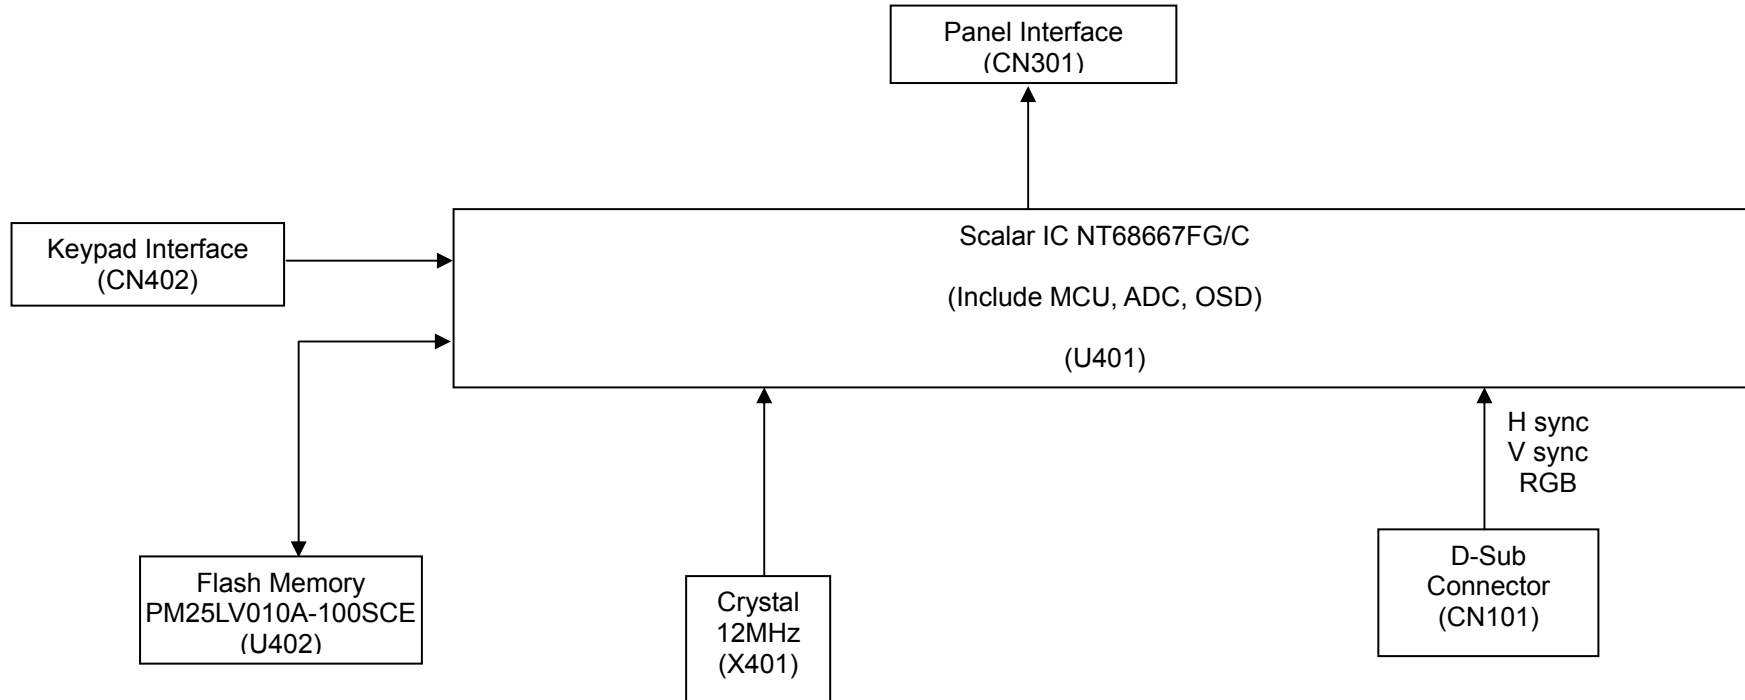 Panel Interface
(CN301)
Keypad Interface
(CN402)
Scalar IC NT68667FG/C
(Include MCU, ADC, OSD)
(U401)
H sync
V sync
RGB
Flash Memory
PM25LV010A-100SCE
(U402)
Crystal
12MHz
(X401)
D-Sub
Connector
(CN101)